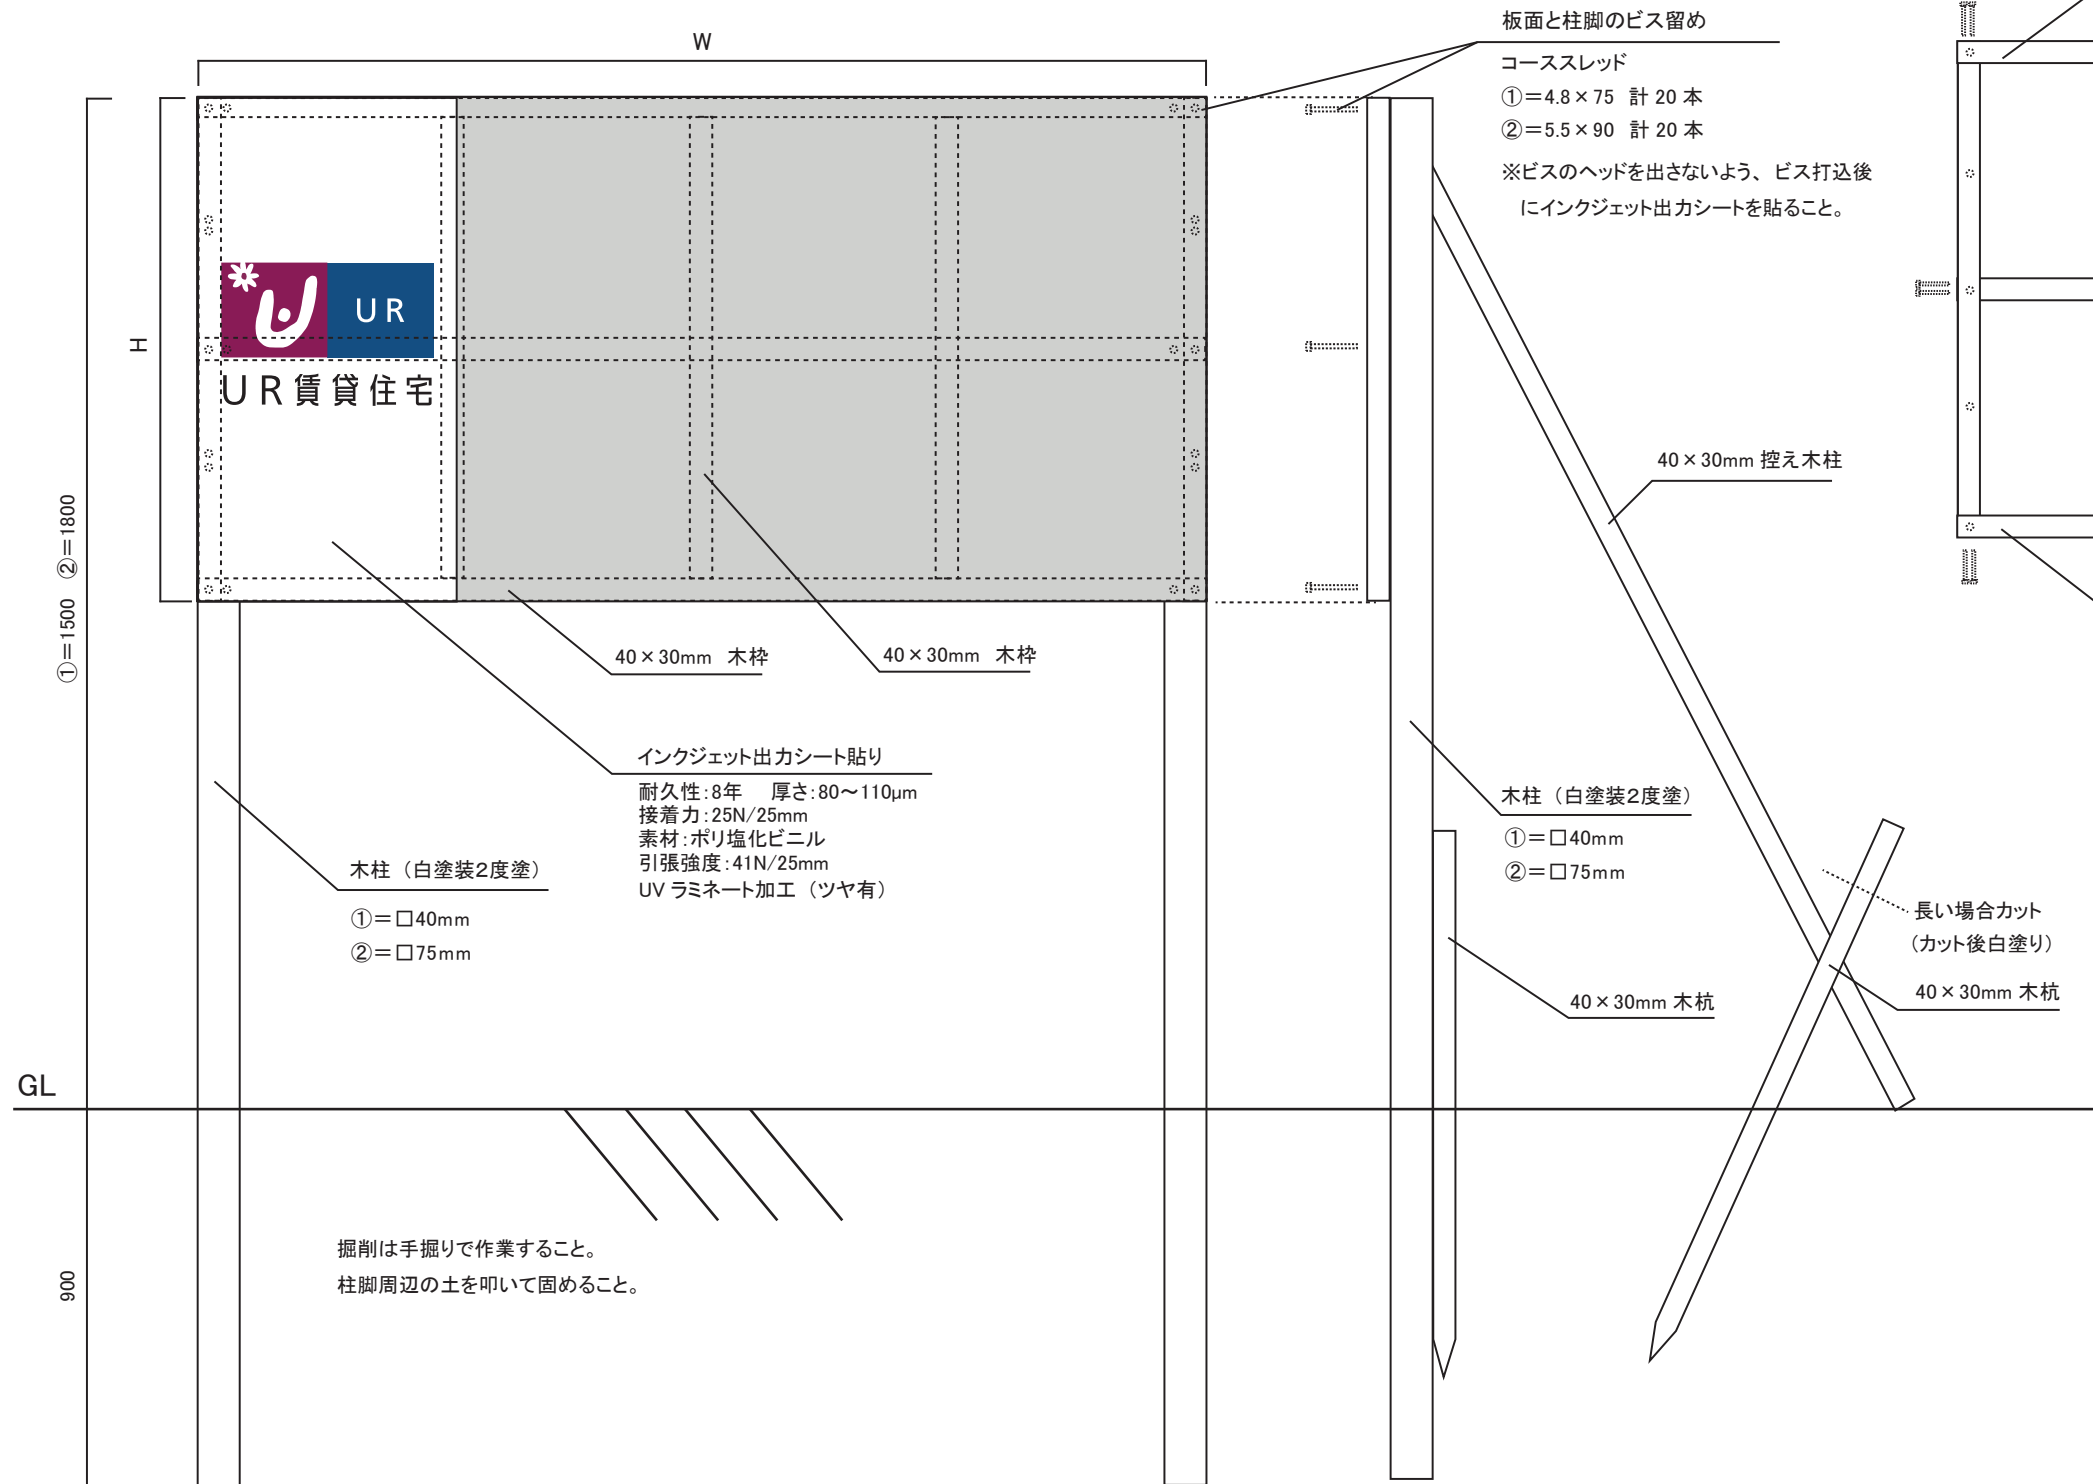 W
板面と柱脚のビス留め
コーススレッド
①=4.8×75 計 20 本
②=5.5×90 計 20 本
※ビスのヘッドを出さないよう、ビス打込後
にインクジェット出力シートを貼ること。
H
①=1500 ②=1800
UR
UR賃貸住宅
40×30mm 控え木柱
40×30mm 木枠
40×30mm 木枠
インクジェット出力シート貼り
耐久性:8年 厚さ:80〜110μm
接着力:25N/25mm
素材:ポリ塩化ビニル
引張強度:41N/25mm
UV ラミネート加工（ツヤ有）
木柱（白塗装2度塗）
①=□40mm
②=□75mm
木柱（白塗装2度塗）
①=□40mm
②=□75mm
長い場合カット
（カット後白塗り）
40×30mm 木杭
40×30mm 木杭
GL
掘削は手掘りで作業すること。
柱脚周辺の土を叩いて固めること。
900